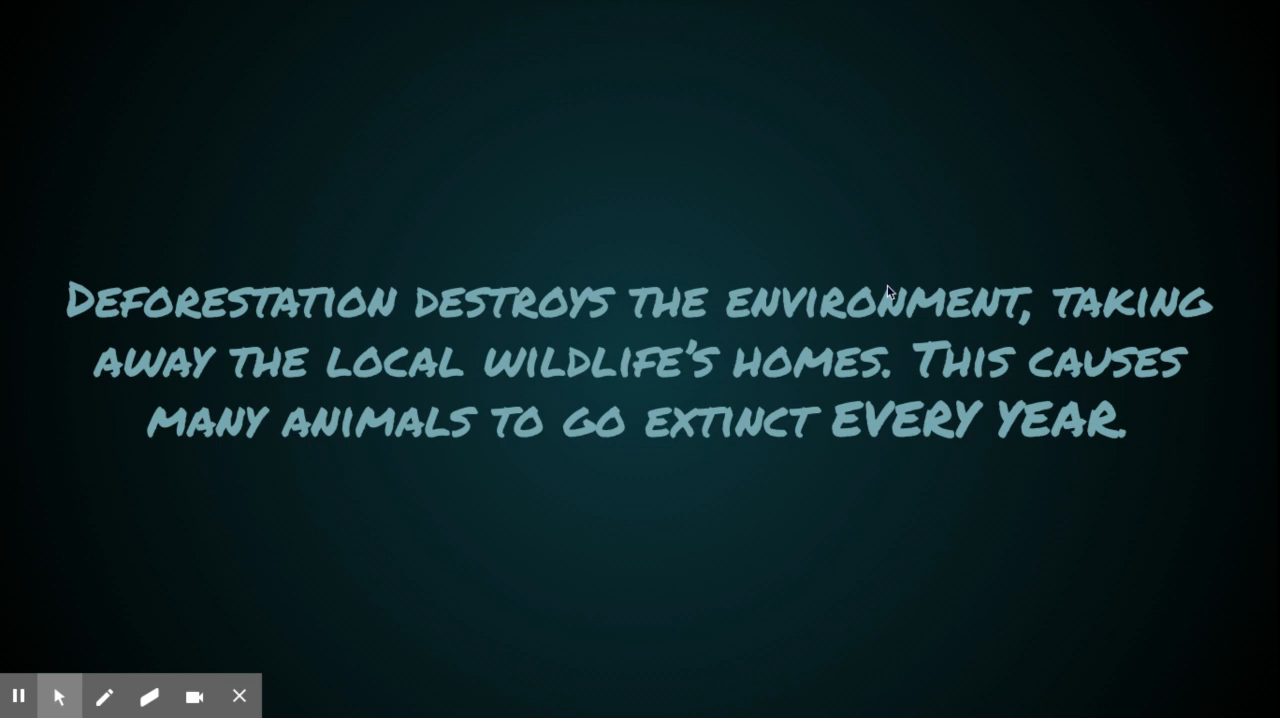 Deforestation destroys the environment, taking
away the local wildlife's homes. This causes
many animals to go extinct EVERY YEAR.